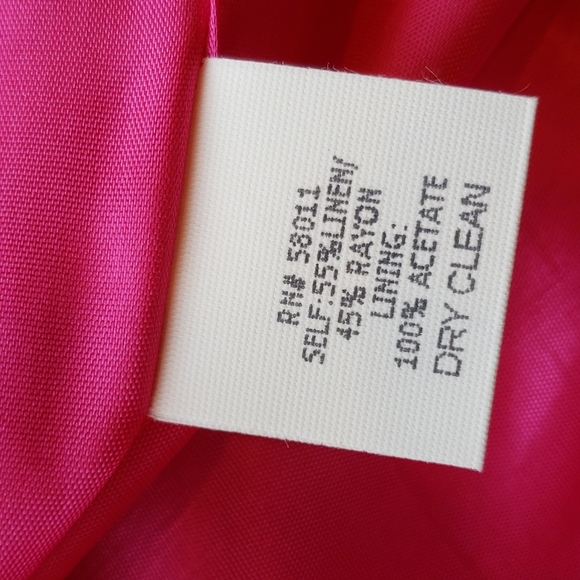 RN# 58011
SELF:55%LINEN/
45% RAYON
LINING:
100% ACETATE
DRY CLEAN